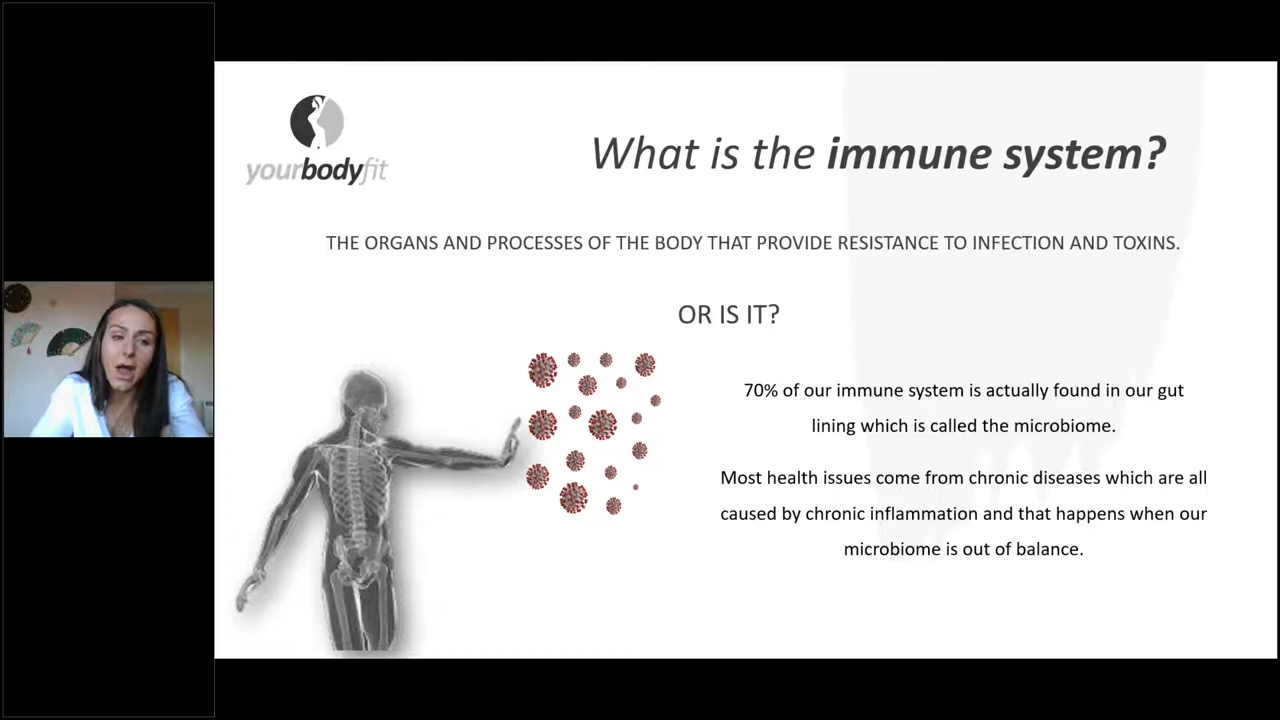 yourbodyfit
What is the immune system?
THE ORGANS AND PROCESSES OF THE BODY THAT PROVIDE RESISTANCE TO INFECTION AND TOXINS.
OR IS IT?
70% of our immune system is actually found in our gut
lining which is called the microbiome.
Most health issues come from chronic diseases which are all
caused by chronic inflammation and that happens when our
microbiome is out of balance.